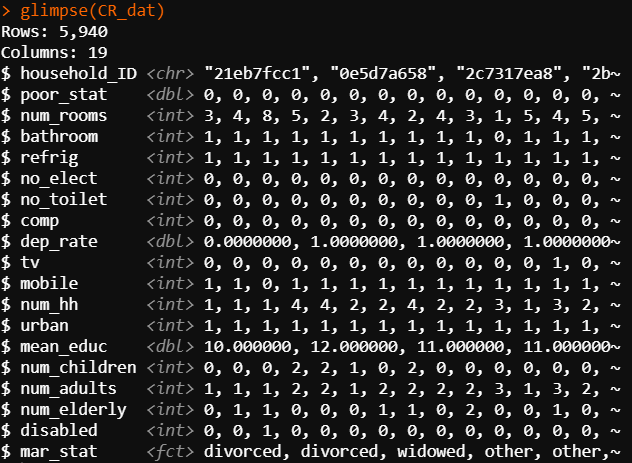 > glimpse(CR_dat)
Rows: 5,940
Columns: 19
$ household_ID <chr> "21eb7fcc1", "0e5d7a658", "2c7317ea8", "2b~
$ poor_stat <dbl> 0, 0, 0, 0, 0, 0, 0, 0, 0, 0, 0, 0, 0, 0, ~
$ num_rooms <int> 3, 4, 8, 5, 2, 3, 4, 2, 4, 3, 1, 5, 4, 5, ~
$ bathroom <int> 1, 1, 1, 1, 1, 1, 1, 1, 1, 1, 0, 1, 1, 1, ~
$ refrig <int> 1, 1, 1, 1, 1, 1, 1, 1, 1, 1, 1, 1, 1, 1, ~
$ no_elect <int> 0, 0, 0, 0, 0, 0, 0, 0, 0, 0, 0, 0, 0, 0, ~
$ no_toilet <int> 0, 0, 0, 0, 0, 0, 0, 0, 0, 0, 1, 0, 0, 0, ~
$ comp <int> 0, 0, 0, 0, 0, 0, 0, 0, 0, 0, 0, 0, 0, 0, ~
$ dep_rate <dbl> 0.0000000, 1.0000000, 1.0000000, 1.0000000~
$ tv <int> 0, 0, 0, 0, 0, 0, 0, 0, 0, 0, 0, 0, 1, 0, ~
$ mobile <int> 1, 1, 0, 1, 1, 1, 1, 1, 1, 1, 1, 1, 1, 1, ~
$ num_hh <int> 1, 1, 1, 4, 4, 2, 2, 4, 2, 2, 3, 1, 3, 2, ~
$ urban <int> 1, 1, 1, 1, 1, 1, 1, 1, 1, 1, 1, 1, 1, 1, ~
$ mean_educ <dbl> 10.000000, 12.000000, 11.000000, 11.000000~
$ num_children <int> 0, 0, 0, 2, 2, 1, 0, 2, 0, 0, 0, 0, 0, 0, ~
$ num_adults <int> 1, 1, 1, 2, 2, 1, 2, 2, 2, 2, 3, 1, 3, 2, ~
$ num_elderly <int> 0, 1, 1, 0, 0, 0, 1, 1, 0, 2, 0, 0, 1, 0, ~
$ disabled <int> 0, 0, 1, 0, 0, 0, 0, 0, 0, 0, 0, 0, 0, 0, ~
$ mar_stat <fct> divorced, divorced, widowed, other, other,~